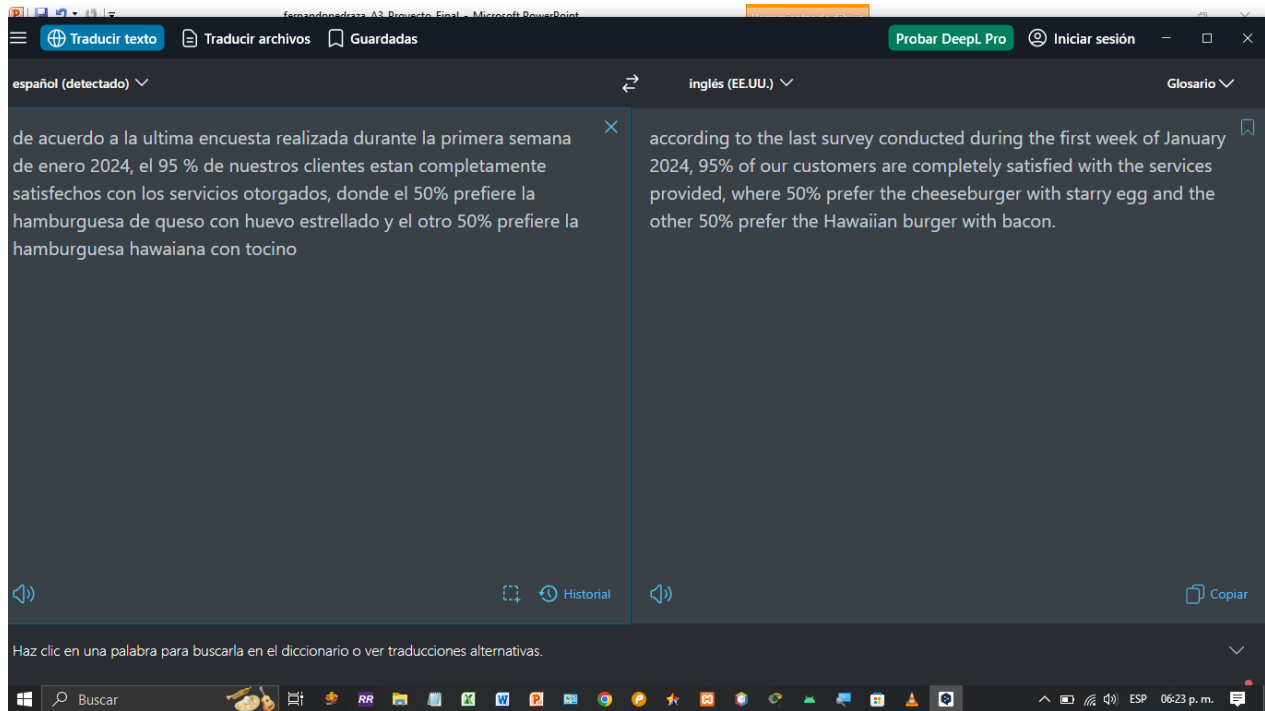 fernandopedraza_A3_Proyecto_Final - Microsoft PowerPoint
Traducir texto Traducir archivos Guardadas Probar DeepL Pro Iniciar sesión
español (detectado) inglés (EE.UU.) Glosario
de acuerdo a la ultima encuesta realizada durante la primera semana
de enero 2024, el 95 % de nuestros clientes estan completamente
satisfechos con los servicios otorgados, donde el 50% prefiere la
hamburguesa de queso con huevo estrellado y el otro 50% prefiere la
hamburguesa hawaiana con tocino
according to the last survey conducted during the first week of January
2024, 95% of our customers are completely satisfied with the services
provided, where 50% prefer the cheeseburger with starry egg and the
other 50% prefer the Hawaiian burger with bacon.
Historial Copiar
Haz clic en una palabra para buscarla en el diccionario o ver traducciones alternativas.
Buscar RR ESP 06:23 p. m.